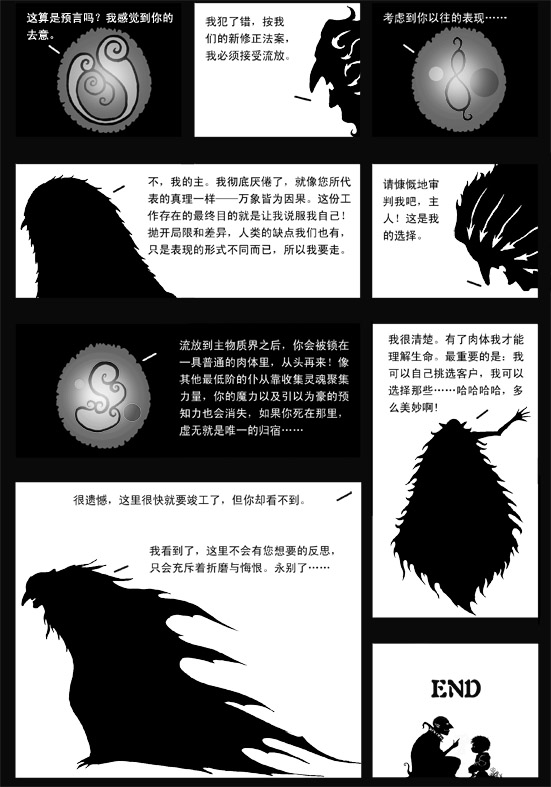 这算是预言吗？我感觉到你的
去意。
我犯了错，按我
们的新修正法案，
我必须接受流放。
考虑到你以往的表现……
不，我的主。我彻底厌倦了，就像您所代
表的真理一样——万象皆为因果。这份工
作存在的最终目的就是让我说服我自己！
抛开局限和差异，人类的缺点我们也有，
只是表现的形式不同而已，所以我要走。
请慷慨地审
判我吧，主
人！这是我
的选择。
流放到主物质界之后，你会被锁在
一具普通的肉体里，从头再来！像
其他最低阶的仆从靠收集灵魂聚集
力量，你的魔力以及引以为豪的预
知力也会消失，如果你死在那里，
虚无就是唯一的归宿……
我很清楚。有了肉体我才能
理解生命。最重要的是：我
可以自己挑选客户，我可以
选择那些……哈哈哈哈，多
么美妙啊！
很遗憾，这里很快就要竣工了，但你却看不到。
我看到了，这里不会有您想要的反思，
只会充斥着折磨与悔恨。永别了……
END